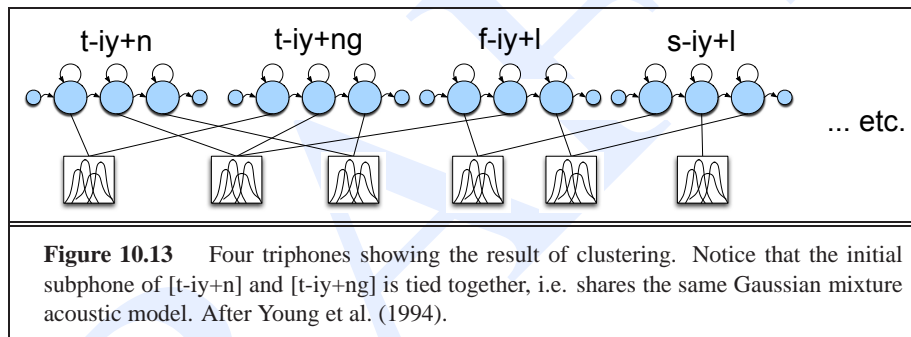 t-iy+n t-iy+ng f-iy+l s-iy+l
... etc.
Figure 10.13 Four triphones showing the result of clustering. Notice that the initial
subphone of [t-iy+n] and [t-iy+ng] is tied together, i.e. shares the same Gaussian mixture
acoustic model. After Young et al. (1994).